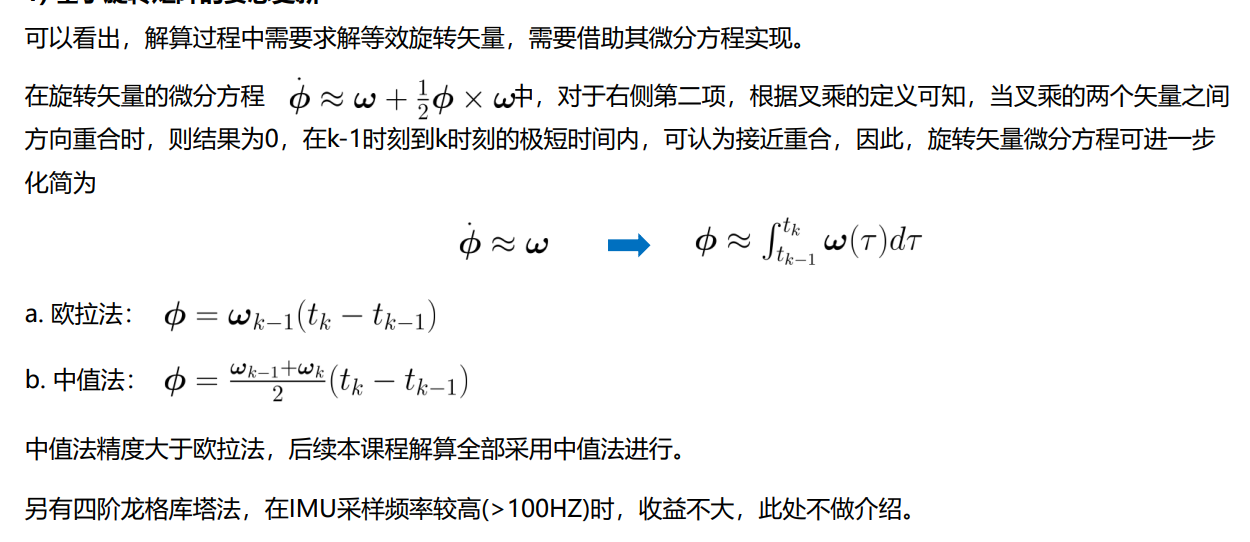 可以看出，解算过程中需要求解等效旋转矢量，需要借助其微分方程实现。
在旋转矢量的微分方程 $\dot{\boldsymbol{\phi}} \approx \boldsymbol{\omega} + \frac{1}{2}\boldsymbol{\phi} \times \boldsymbol{\omega}$中，对于右侧第二项，根据叉乘的定义可知，当叉乘的两个矢量之间
方向重合时，则结果为0，在k-1时刻到k时刻的极短时间内，可认为接近重合，因此，旋转矢量微分方程可进一步
化简为
$\dot{\boldsymbol{\phi}} \approx \boldsymbol{\omega}$ $\boldsymbol{\phi} \approx \int_{t_{k-1}}^{t_k} \boldsymbol{\omega}(\tau)d\tau$
a. 欧拉法： $\boldsymbol{\phi} = \boldsymbol{\omega}_{k-1}(t_k - t_{k-1})$
b. 中值法： $\boldsymbol{\phi} = \frac{\boldsymbol{\omega}_{k-1}+\boldsymbol{\omega}_k}{2}(t_k - t_{k-1})$
中值法精度大于欧拉法，后续本课程解算全部采用中值法进行。
另有四阶龙格库塔法，在IMU采样频率较高(>100HZ)时，收益不大，此处不做介绍。